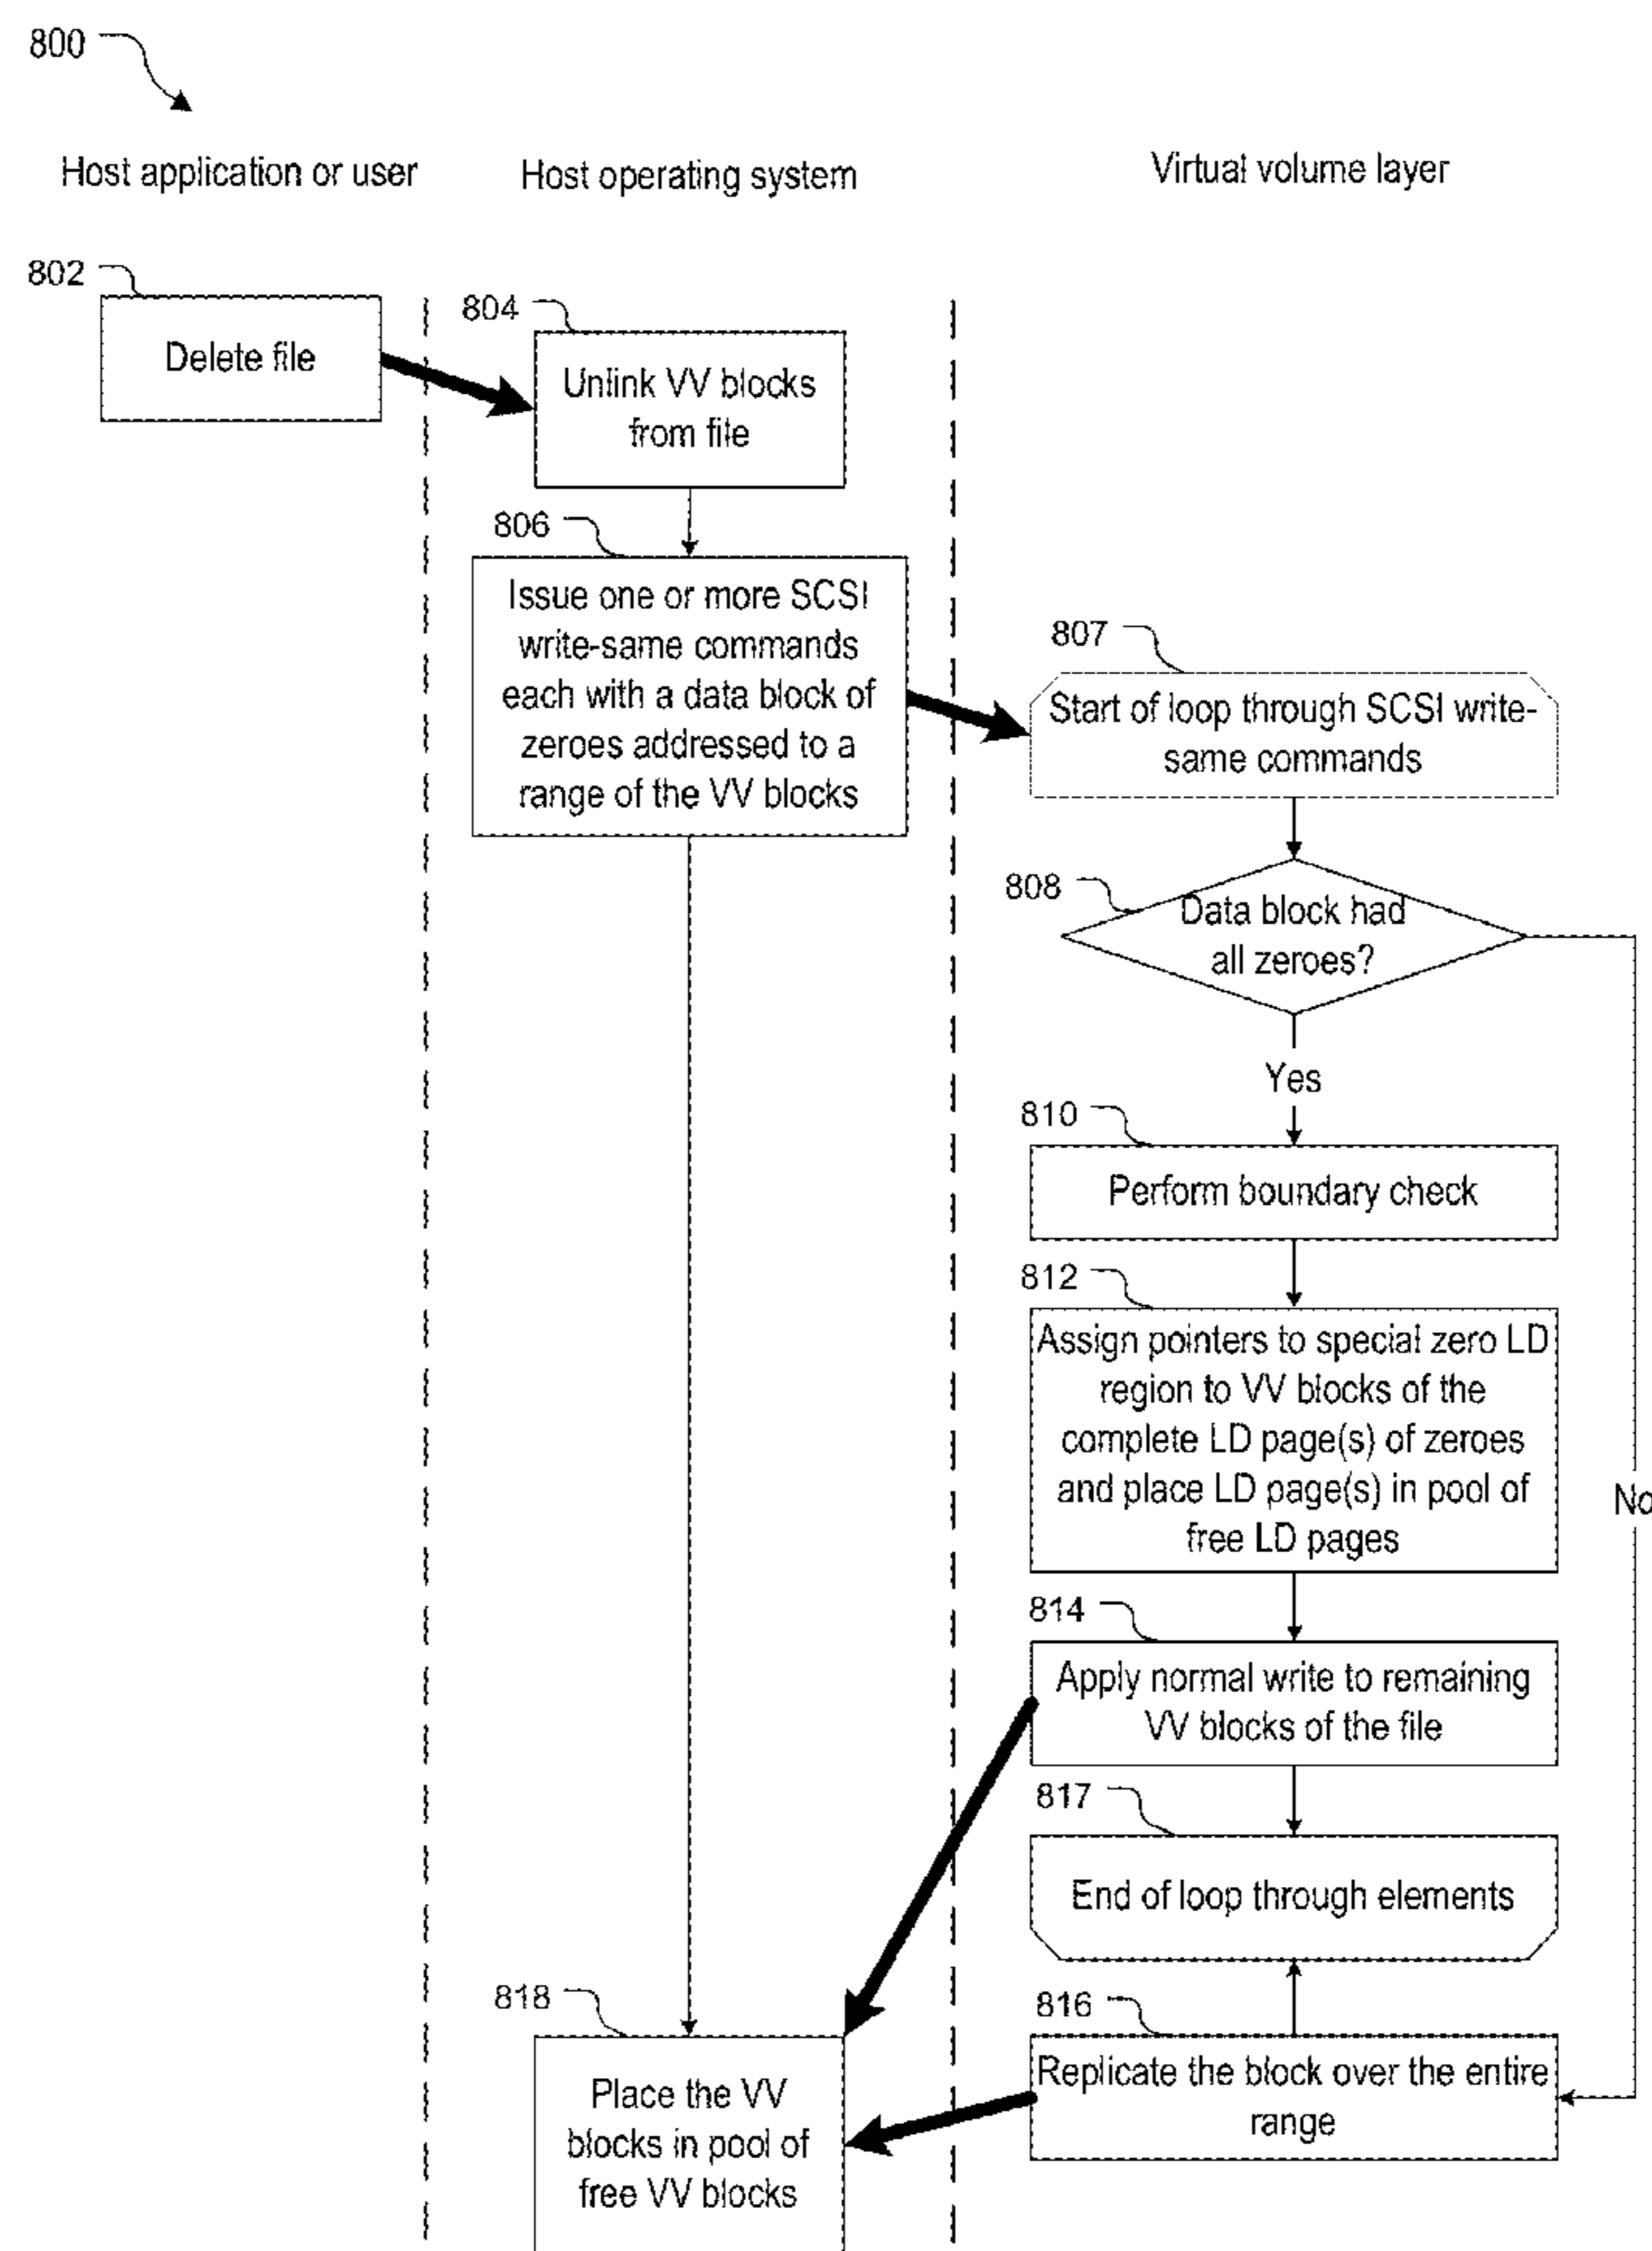 800
Host application or user
Host operating system
Virtual volume layer
802
Delete file
804
Unlink VV blocks
from file
806
Issue one or more SCSI
write-same commands
each with a data block of
zeroes addressed to a
range of the VV blocks
807
Start of loop through SCSI write-
same commands
808
Data block had
all zeroes?
Yes
No
810
Perform boundary check
812
Assign pointers to special zero LD
region to VV blocks of the
complete LD page(s) of zeroes
and place LD page(s) in pool of
free LD pages
814
Apply normal write to remaining
VV blocks of the file
817
End of loop through elements
816
Replicate the block over the entire
range
818
Place the VV
blocks in pool of
free VV blocks